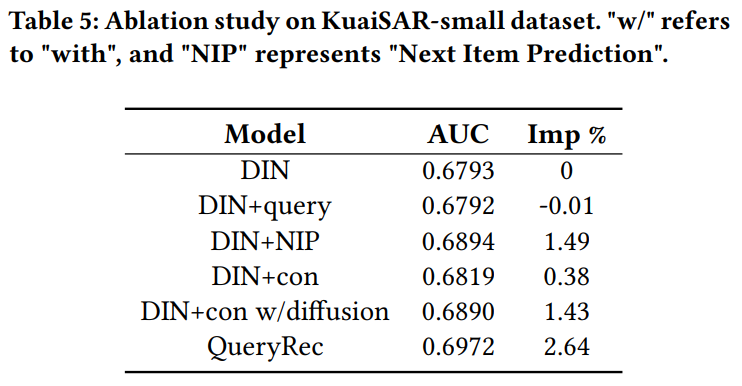 Table 5: Ablation study on KuaiSAR-small dataset. "w/" refers
to "with", and "NIP" represents "Next Item Prediction".
Model AUC Imp %
DIN 0.6793 0
DIN+query 0.6792 -0.01
DIN+NIP 0.6894 1.49
DIN+con 0.6819 0.38
DIN+con w/diffusion 0.6890 1.43
QueryRec 0.6972 2.64